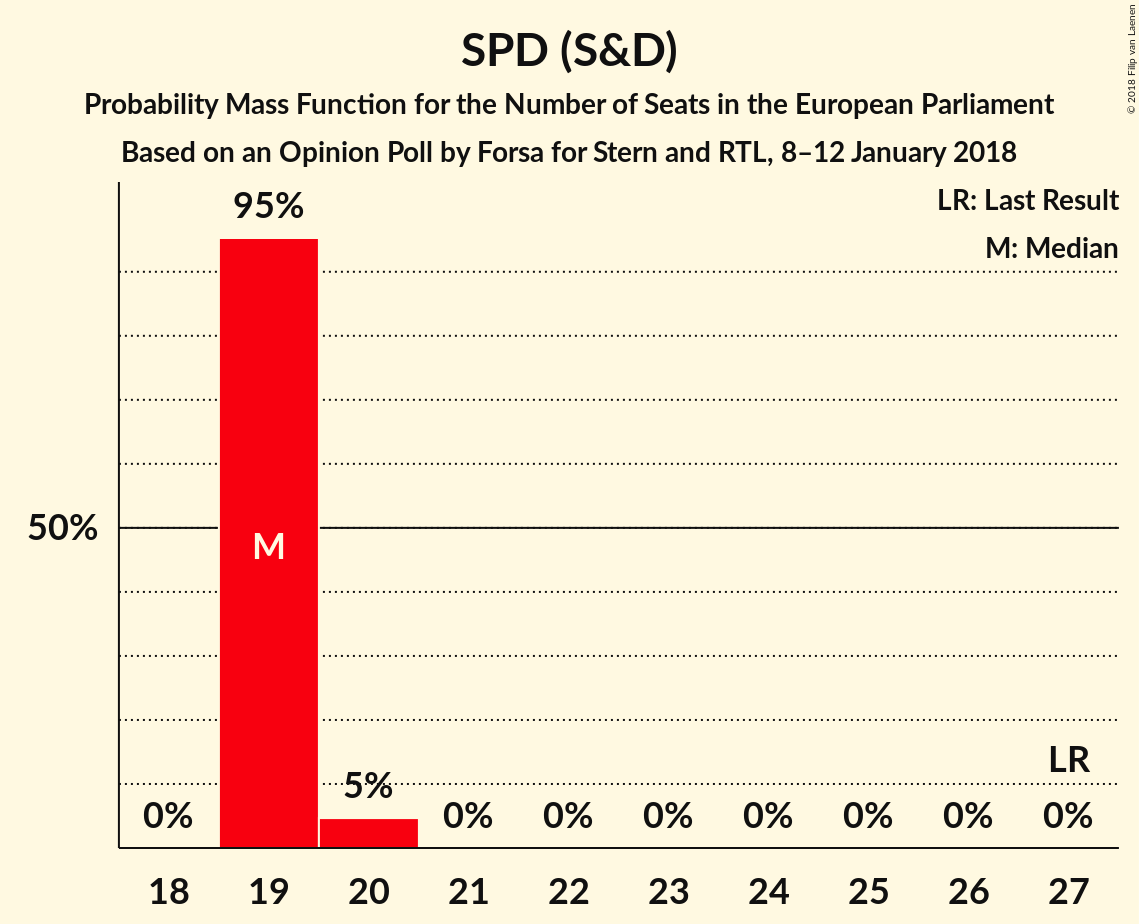 SPD (S&D)
Probability Mass Function for the Number of Seats in the European Parliament
Based on an Opinion Poll by Forsa for Stern and RTL, 8–12 January 2018
© 2018 Filip van Laenen
LR: Last Result
M: Median
95%
50%
M
5%
LR
0%
0%
0%
0%
0%
0%
0%
0%
18 19 20 21 22 23 24 25 26 27